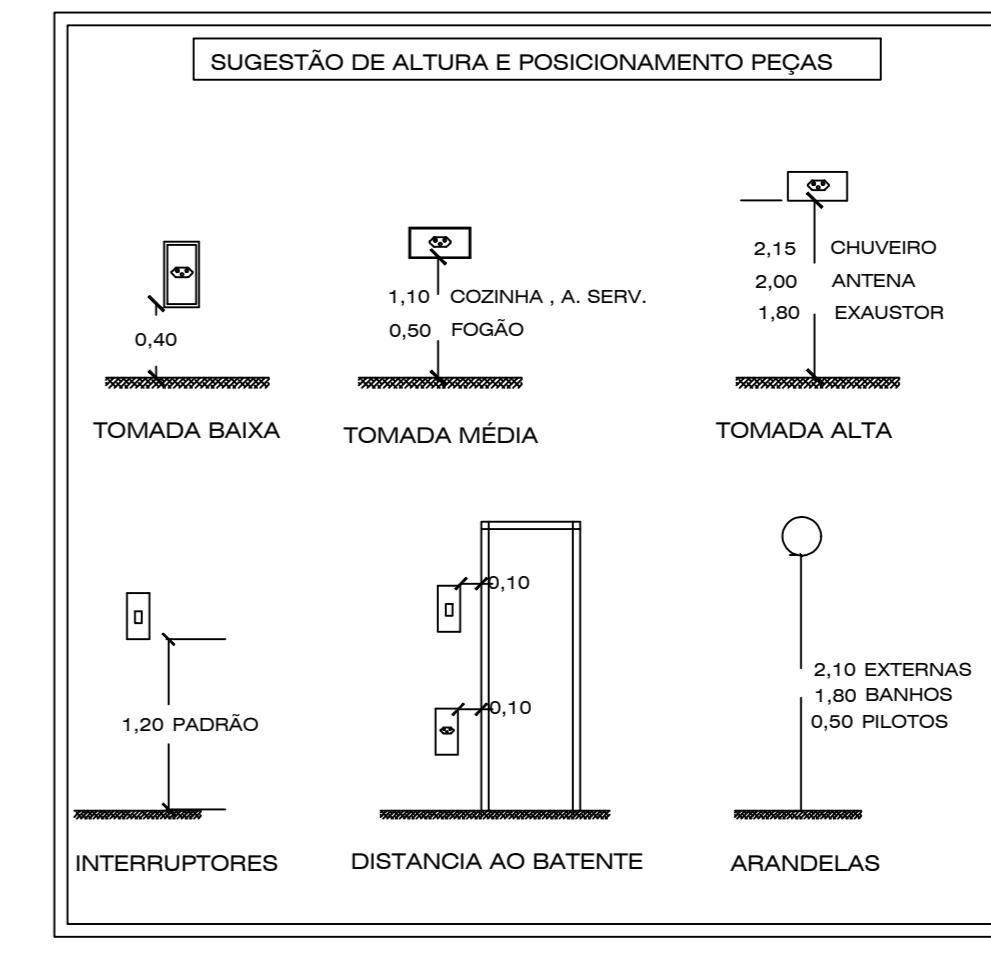 SUGESTÃO DE ALTURA E POSICIONAMENTO PEÇAS
0,40
TOMADA BAIXA
1,10 COZINHA , A. SERV.
0,50 FOGÃO
TOMADA MÉDIA
2,15 CHUVEIRO
2,00 ANTENA
1,80 EXAUSTOR
TOMADA ALTA
1,20 PADRÃO
INTERRUPTORES
0,10
0,10
DISTANCIA AO BATENTE
2,10 EXTERNAS
1,80 BANHOS
0,50 PILOTOS
ARANDELAS